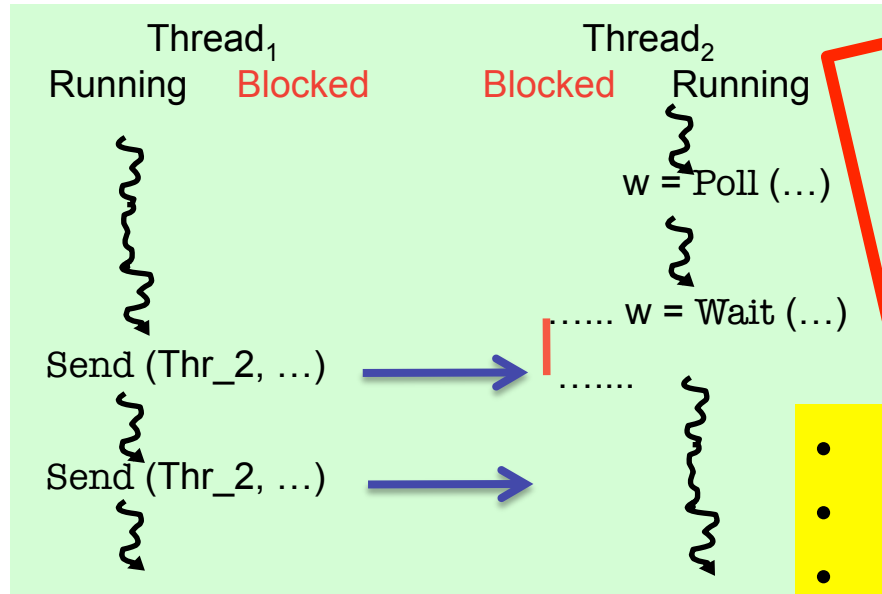 Thread₁ Thread₂
Running Blocked Blocked Running
w = Poll (…)
…... w = Wait (…)
Send (Thr_2, …)
…....
Send (Thr_2, …)
•
•
•